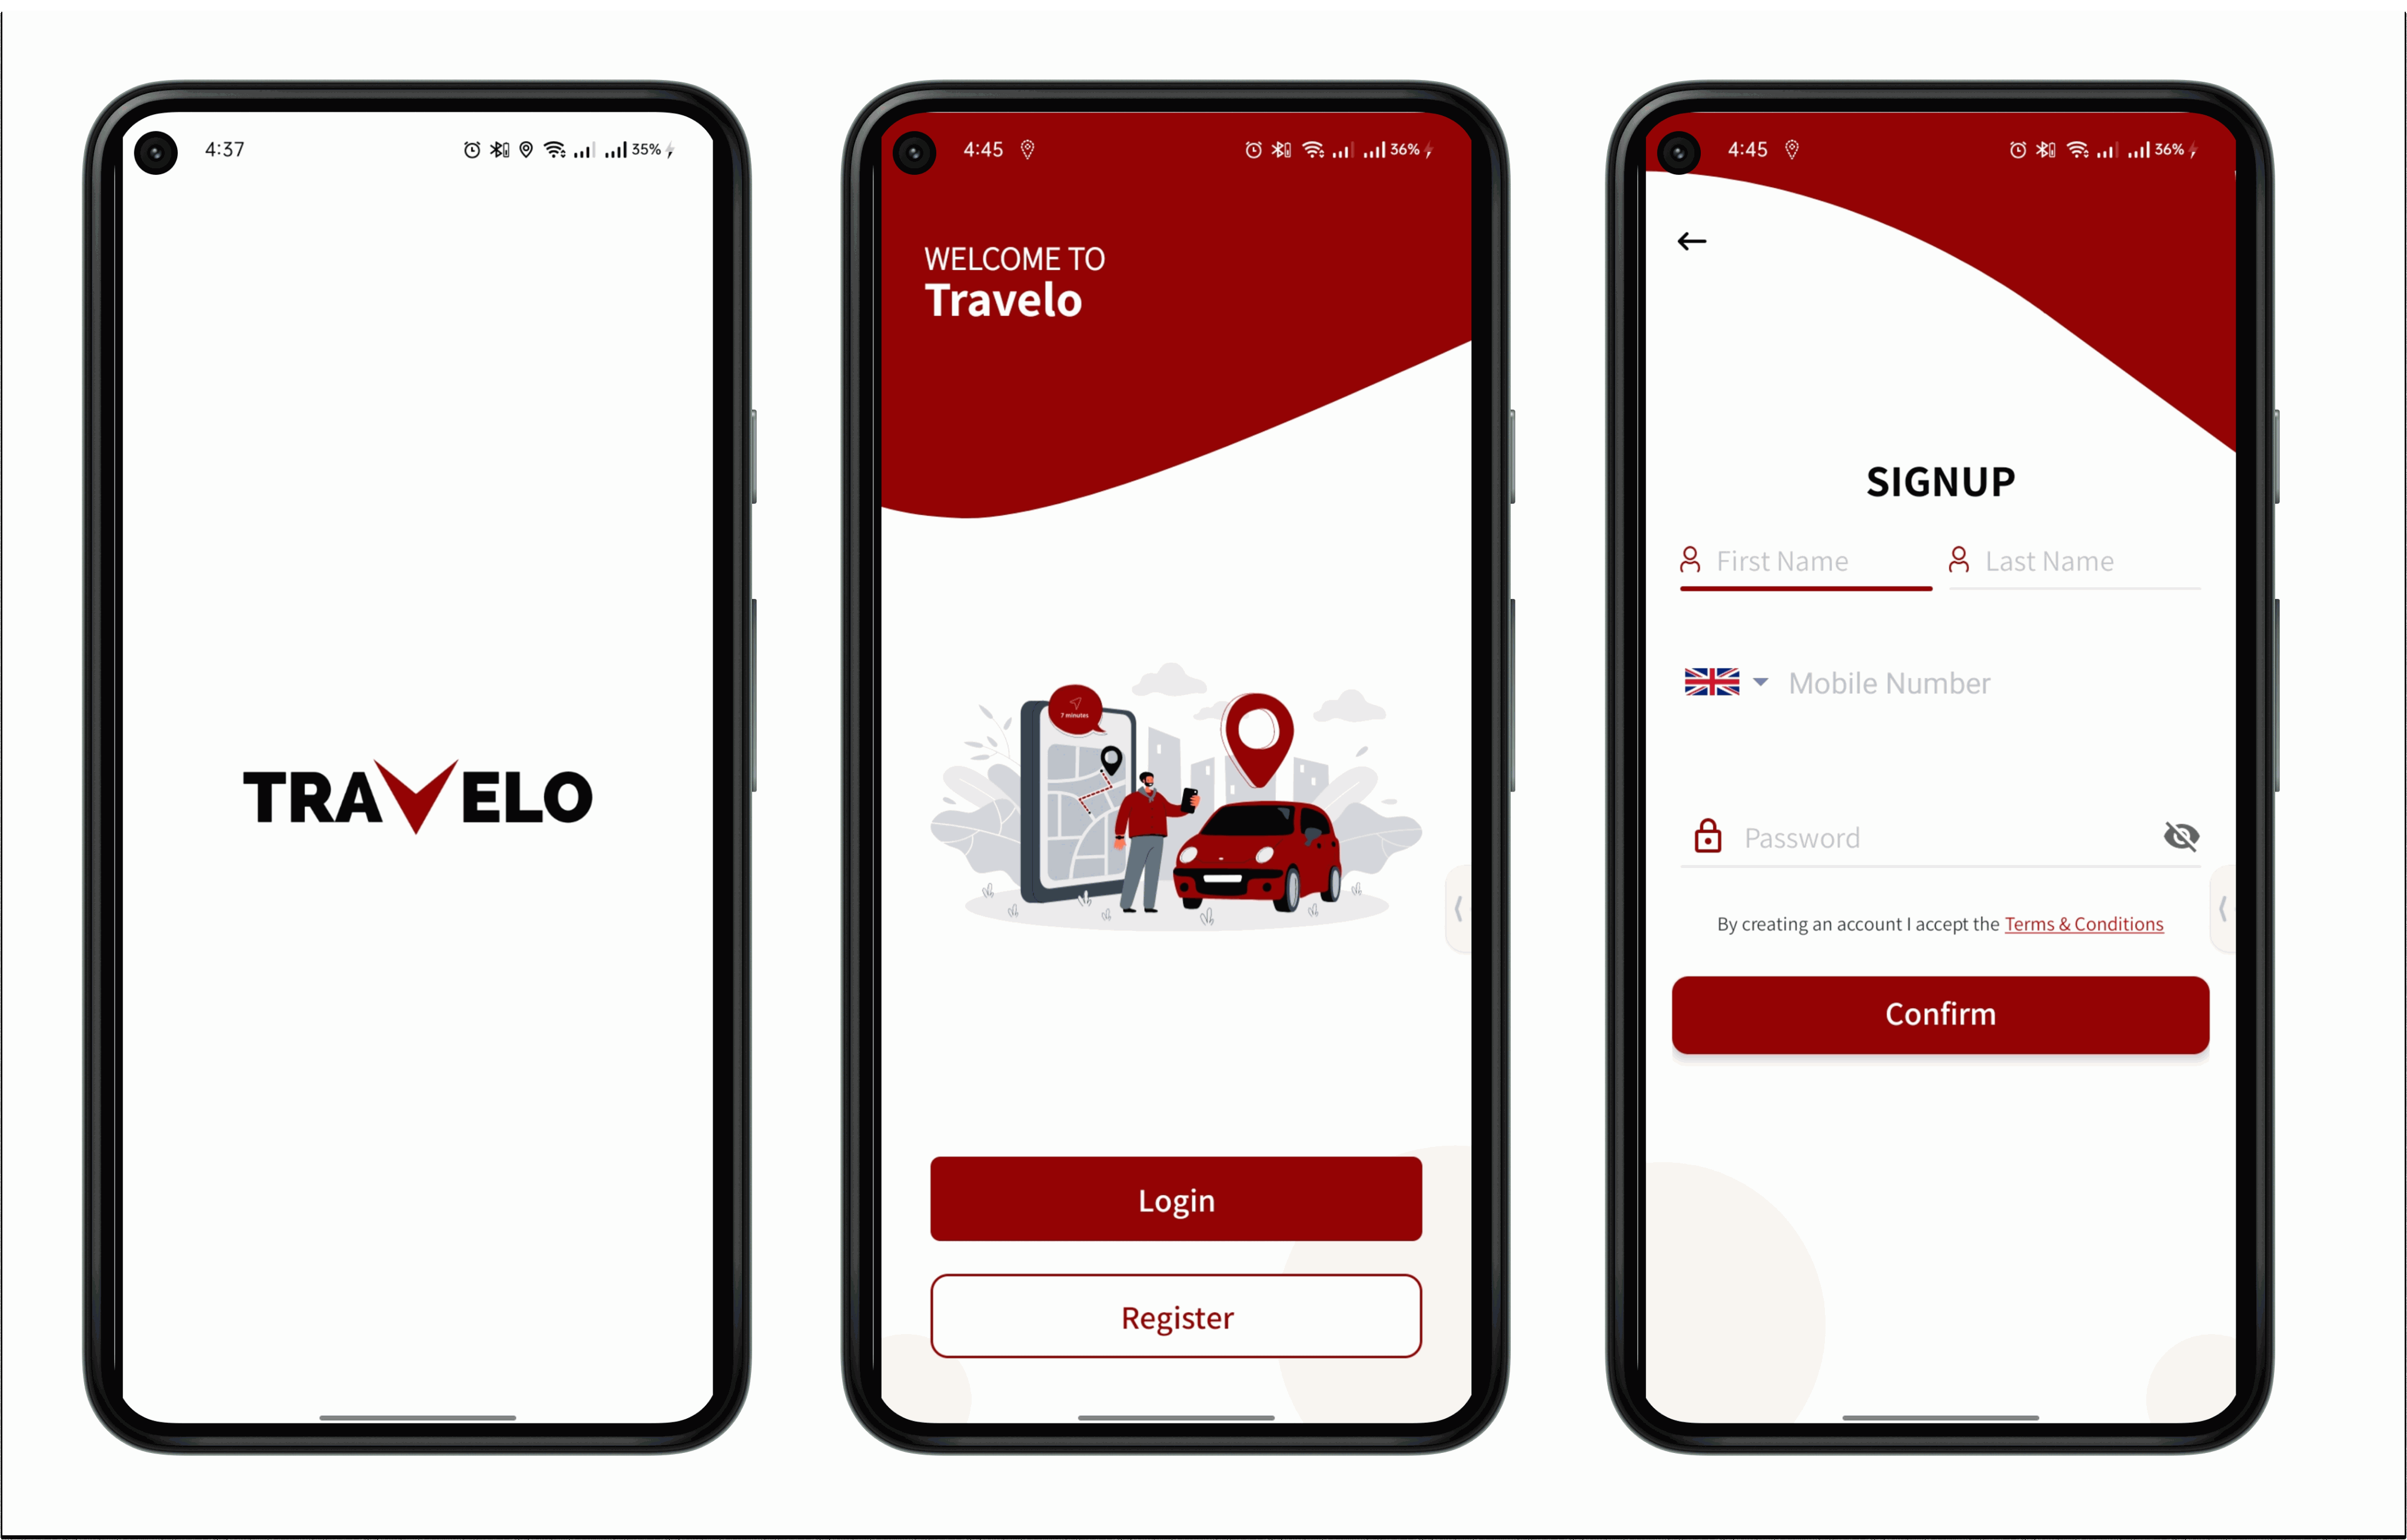 4:37 35%
TRAVELO
4:45 36%
WELCOME TO
Travelo
7 minutes
Login
Register
4:45 36%
SIGNUP
First Name Last Name
Mobile Number
Password
By creating an account I accept the Terms & Conditions
Confirm